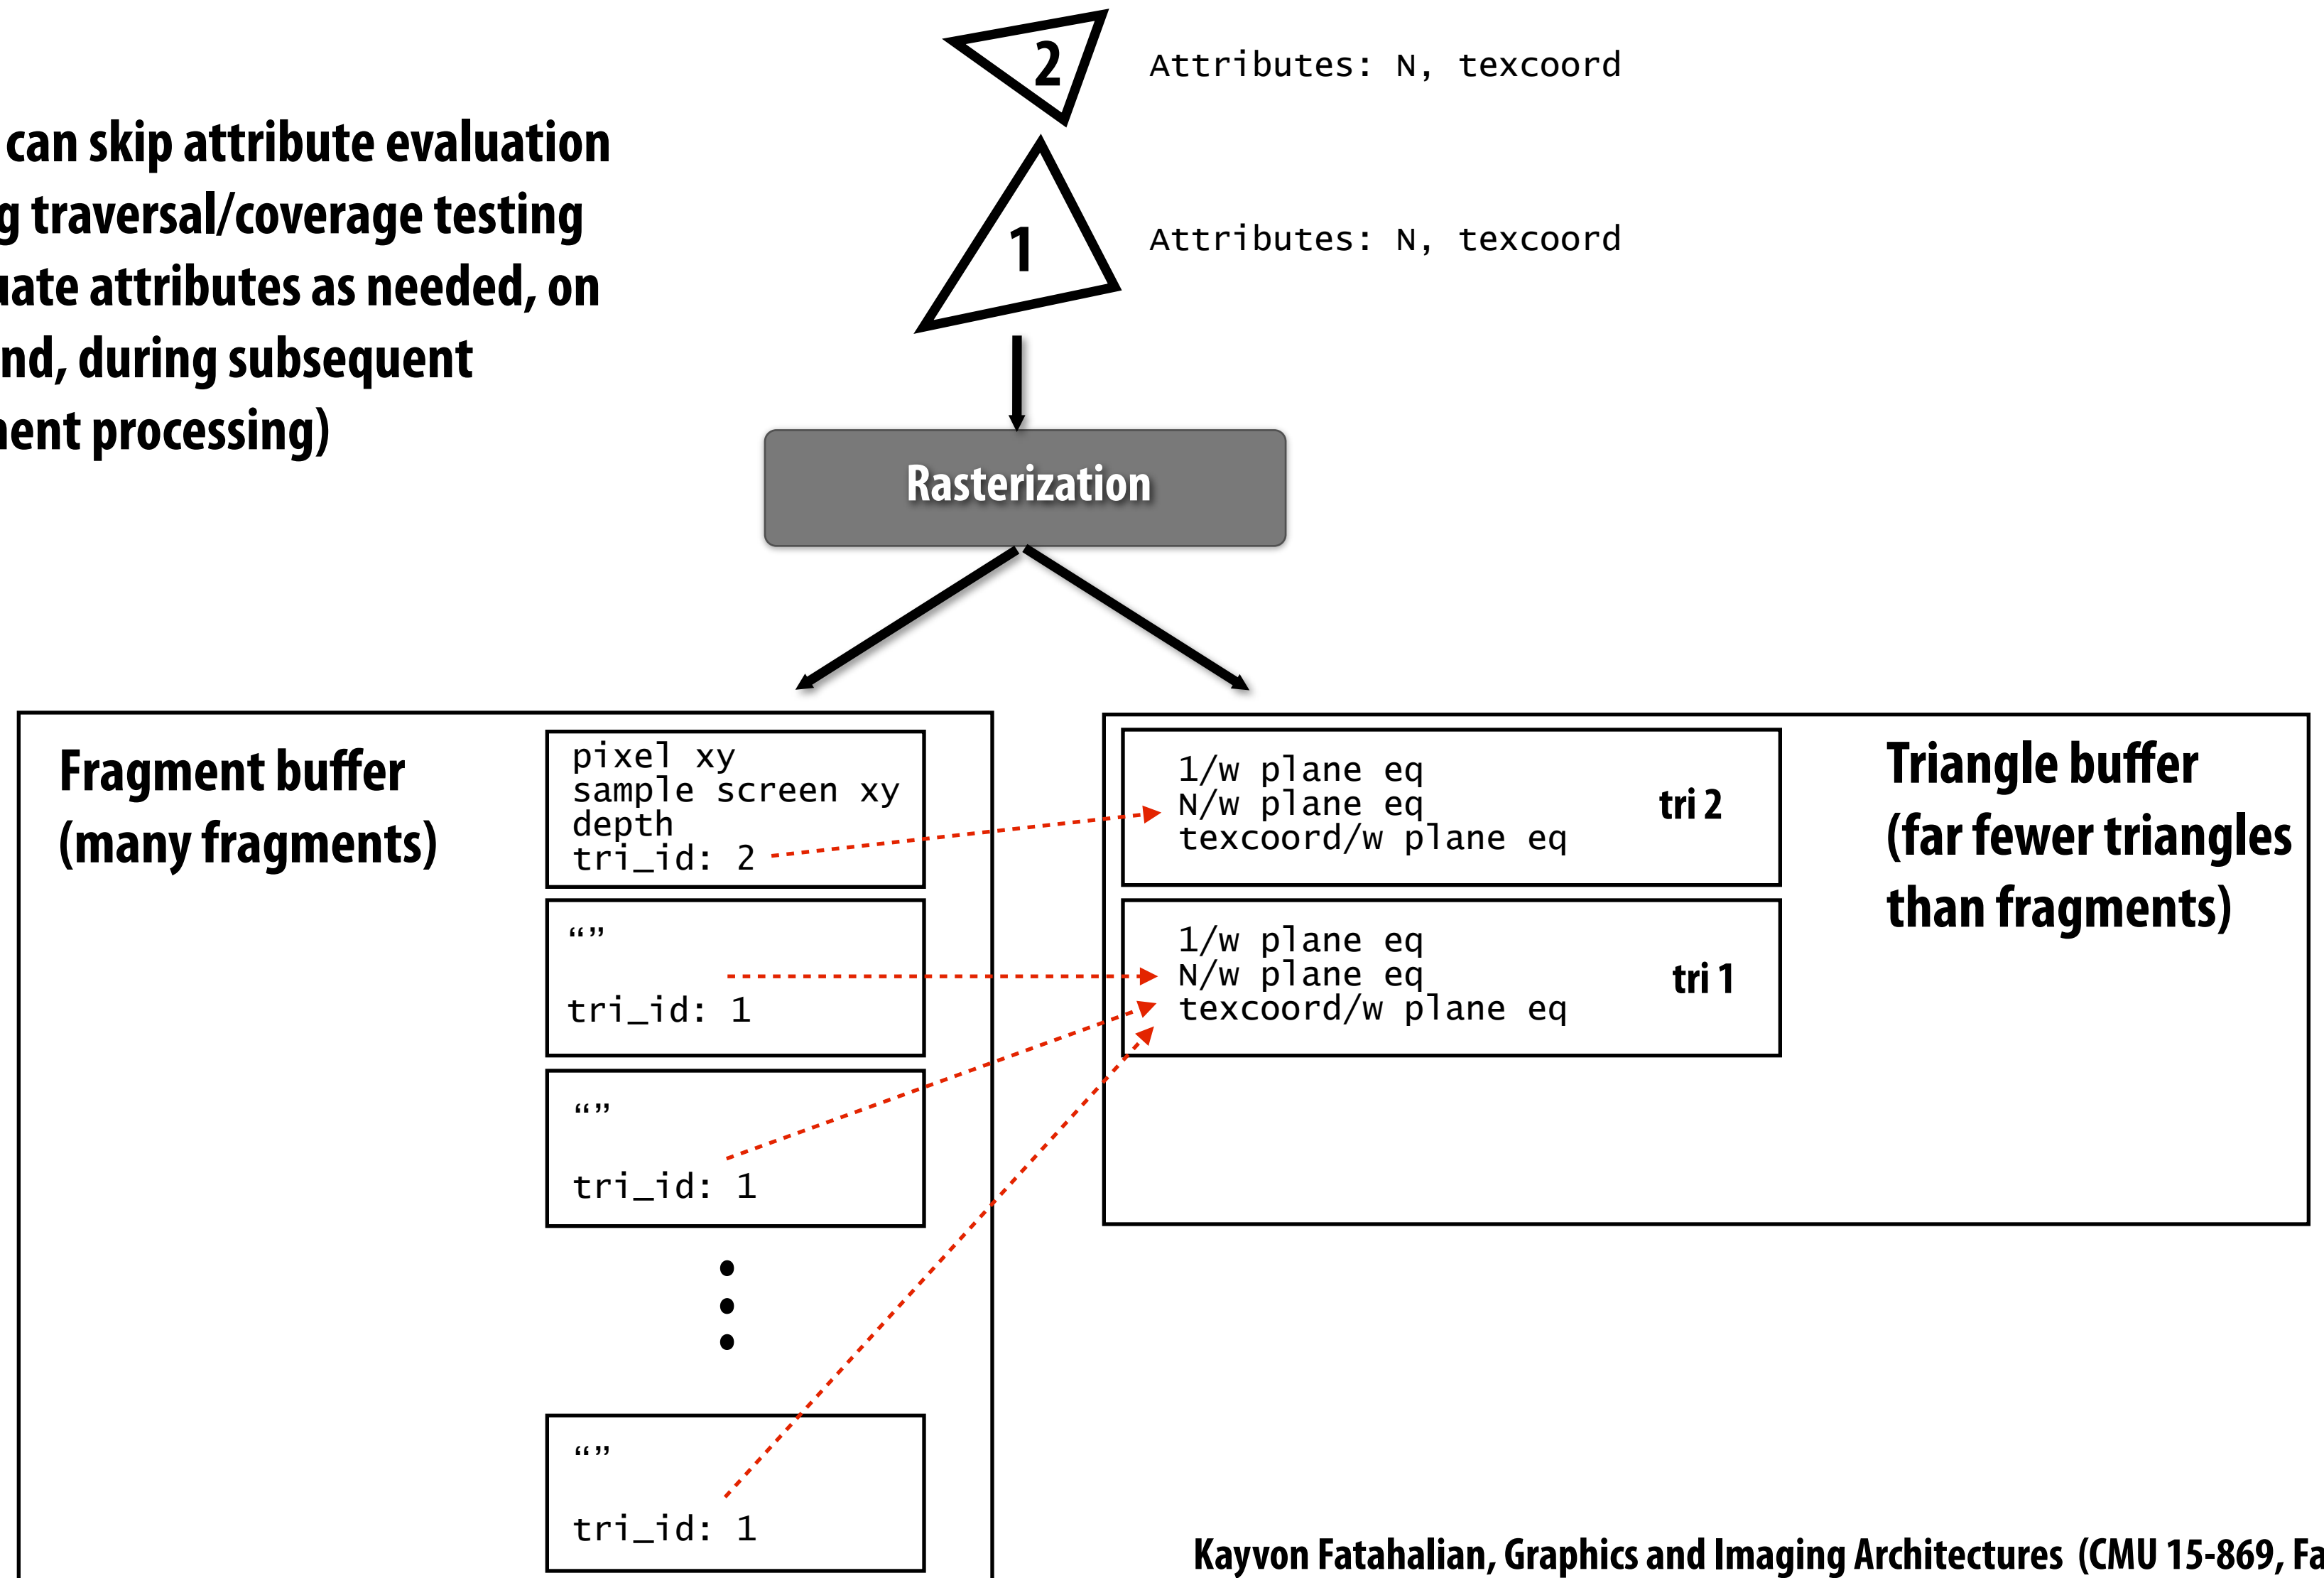 2
Attributes: N, texcoord
can skip attribute evaluation
g traversal/coverage testing
uate attributes as needed, on
nd, during subsequent
nent processing)
1
Attributes: N, texcoord
Rasterization
Fragment buffer
(many fragments)
pixel xy
sample screen xy
depth
tri_id: 2
“”
tri_id: 1
“”
tri_id: 1
“”
tri_id: 1
1/w plane eq
N/w plane eq
texcoord/w plane eq
tri 2
1/w plane eq
N/w plane eq
texcoord/w plane eq
tri 1
Triangle buffer
(far fewer triangles
than fragments)
Kayvon Fatahalian, Graphics and Imaging Architectures (CMU 15-869, Fa